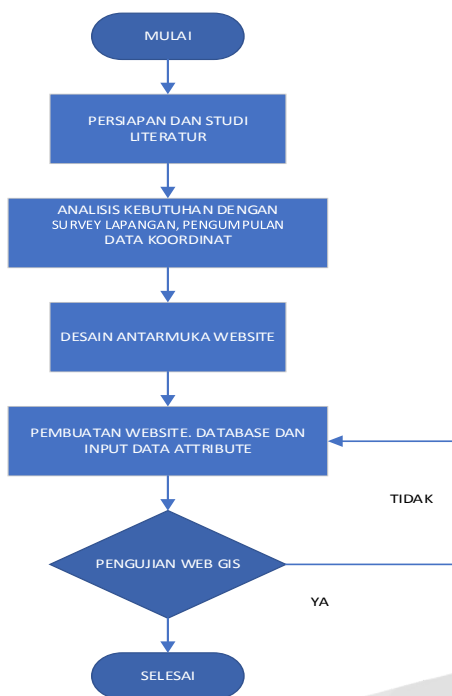 MULAI
PERSIAPAN DAN STUDI
LITERATUR
ANALISIS KEBUTUHAN DENGAN
SURVEY LAPANGAN, PENGUMPULAN
DATA KOORDINAT
DESAIN ANTARMUKA WEBSITE
PEMBUATAN WEBSITE. DATABASE DAN
INPUT DATA ATTRIBUTE
TIDAK
PENGUJIAN WEB GIS
YA
SELESAI